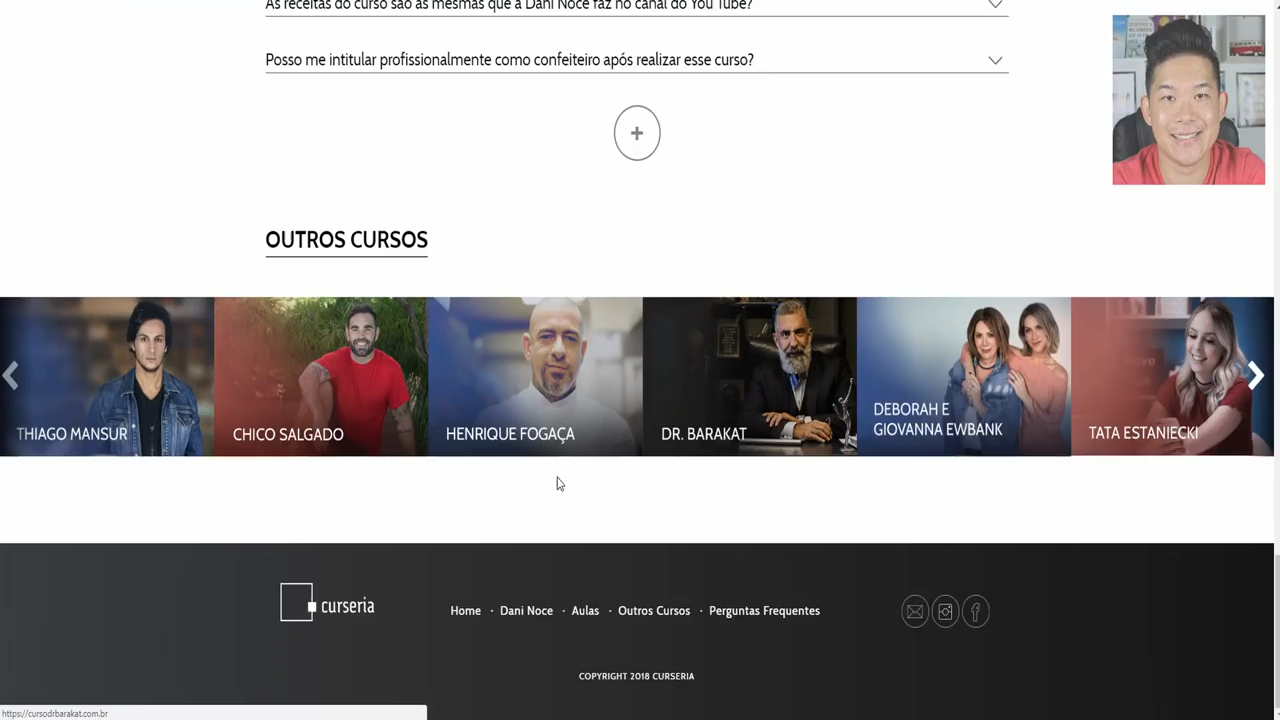 As receitas do curso são as mesmas que a Dani Noce faz no canal do You Tube?
Posso me intitular profissionalmente como confeiteiro após realizar esse curso?
+
OUTROS CURSOS
THIAGO MANSUR
CHICO SALGADO
HENRIQUE FOGAÇA
DR. BARAKAT
DEBORAH E
GIOVANNA EWBANK
TATA ESTANIECKI
curseria
Home · Dani Noce · Aulas · Outros Cursos · Perguntas Frequentes
COPYRIGHT 2018 CURSERIA
https://cursodrbarakat.com.br